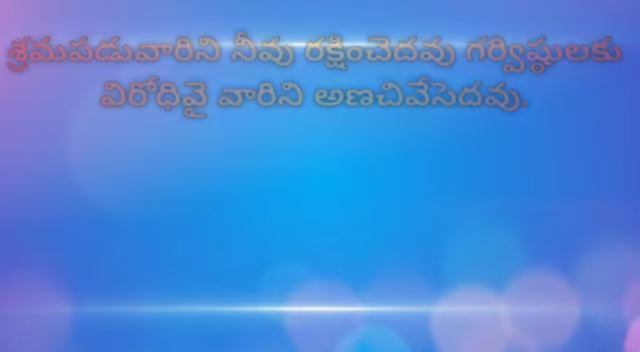 శ్రమపడువారిని నీవు రక్షించెదవు గర్విష్ఠులకు
విరోధివై వారిని అణచివేసెదవు.